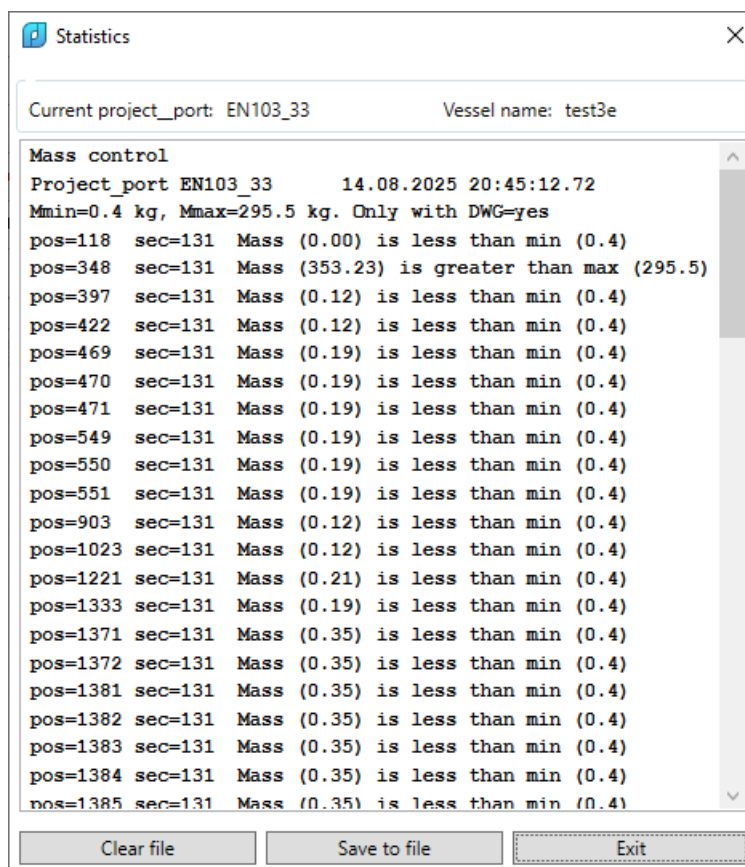 Statistics
Current project__port: EN103_33 Vessel name: test3e
Mass control
Project_port EN103_33 14.08.2025 20:45:12.72
Mmin=0.4 kg, Mmax=295.5 kg. Only with DWG=yes
pos=118 sec=131 Mass (0.00) is less than min (0.4)
pos=348 sec=131 Mass (353.23) is greater than max (295.5)
pos=397 sec=131 Mass (0.12) is less than min (0.4)
pos=422 sec=131 Mass (0.12) is less than min (0.4)
pos=469 sec=131 Mass (0.19) is less than min (0.4)
pos=470 sec=131 Mass (0.19) is less than min (0.4)
pos=471 sec=131 Mass (0.19) is less than min (0.4)
pos=549 sec=131 Mass (0.19) is less than min (0.4)
pos=550 sec=131 Mass (0.19) is less than min (0.4)
pos=551 sec=131 Mass (0.19) is less than min (0.4)
pos=903 sec=131 Mass (0.12) is less than min (0.4)
pos=1023 sec=131 Mass (0.12) is less than min (0.4)
pos=1221 sec=131 Mass (0.21) is less than min (0.4)
pos=1333 sec=131 Mass (0.19) is less than min (0.4)
pos=1371 sec=131 Mass (0.35) is less than min (0.4)
pos=1372 sec=131 Mass (0.35) is less than min (0.4)
pos=1381 sec=131 Mass (0.35) is less than min (0.4)
pos=1382 sec=131 Mass (0.35) is less than min (0.4)
pos=1383 sec=131 Mass (0.35) is less than min (0.4)
pos=1384 sec=131 Mass (0.35) is less than min (0.4)
pos=1385 sec=131 Mass (0.35) is less than min (0.4)
Clear file Save to file Exit